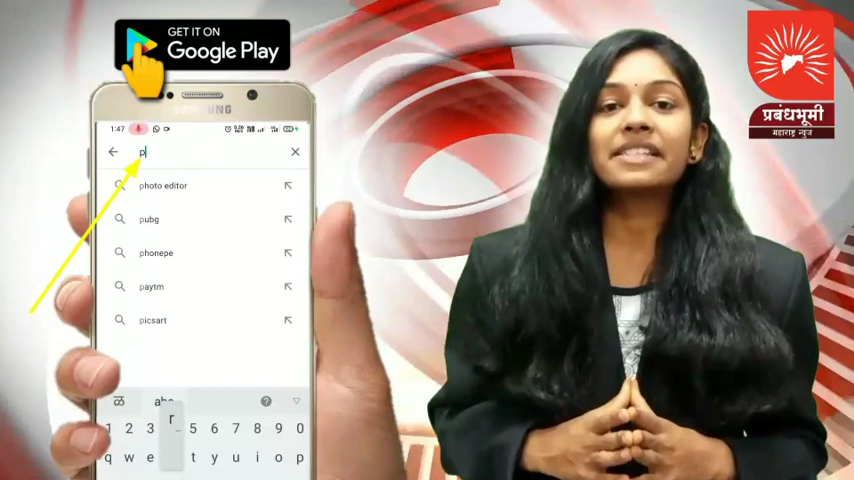 GET IT ON
Google Play
SAMSUNG
1:47
p
photo editor
pubg
phonepe
paytm
picsart
abc
r
1 2 3 5 6 7 8 9 0
q w e t y u i o p
प्रबंधभूमी
महाराष्ट्र न्युज